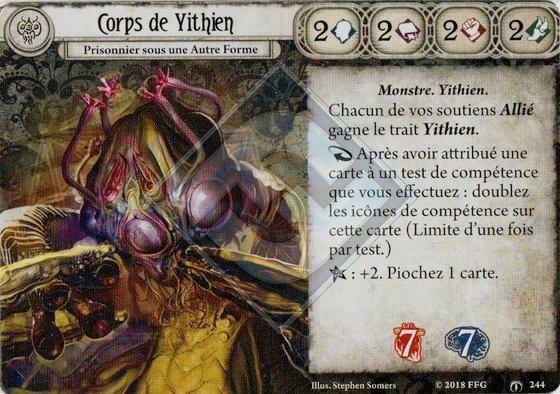 Corps de Yithien
Prisonnier sous une Autre Forme
2 2 2 2
Monstre. Yithien.
Chacun de vos soutiens Allié
gagne le trait Yithien.
Après avoir attribué une
carte à un test de compétence
que vous effectuez : doublez
les icônes de compétence sur
cette carte (Limite d'une fois
par test.)
: +2. Piochez 1 carte.
7 7
Illus. Stephen Somers © 2018 FFG 244